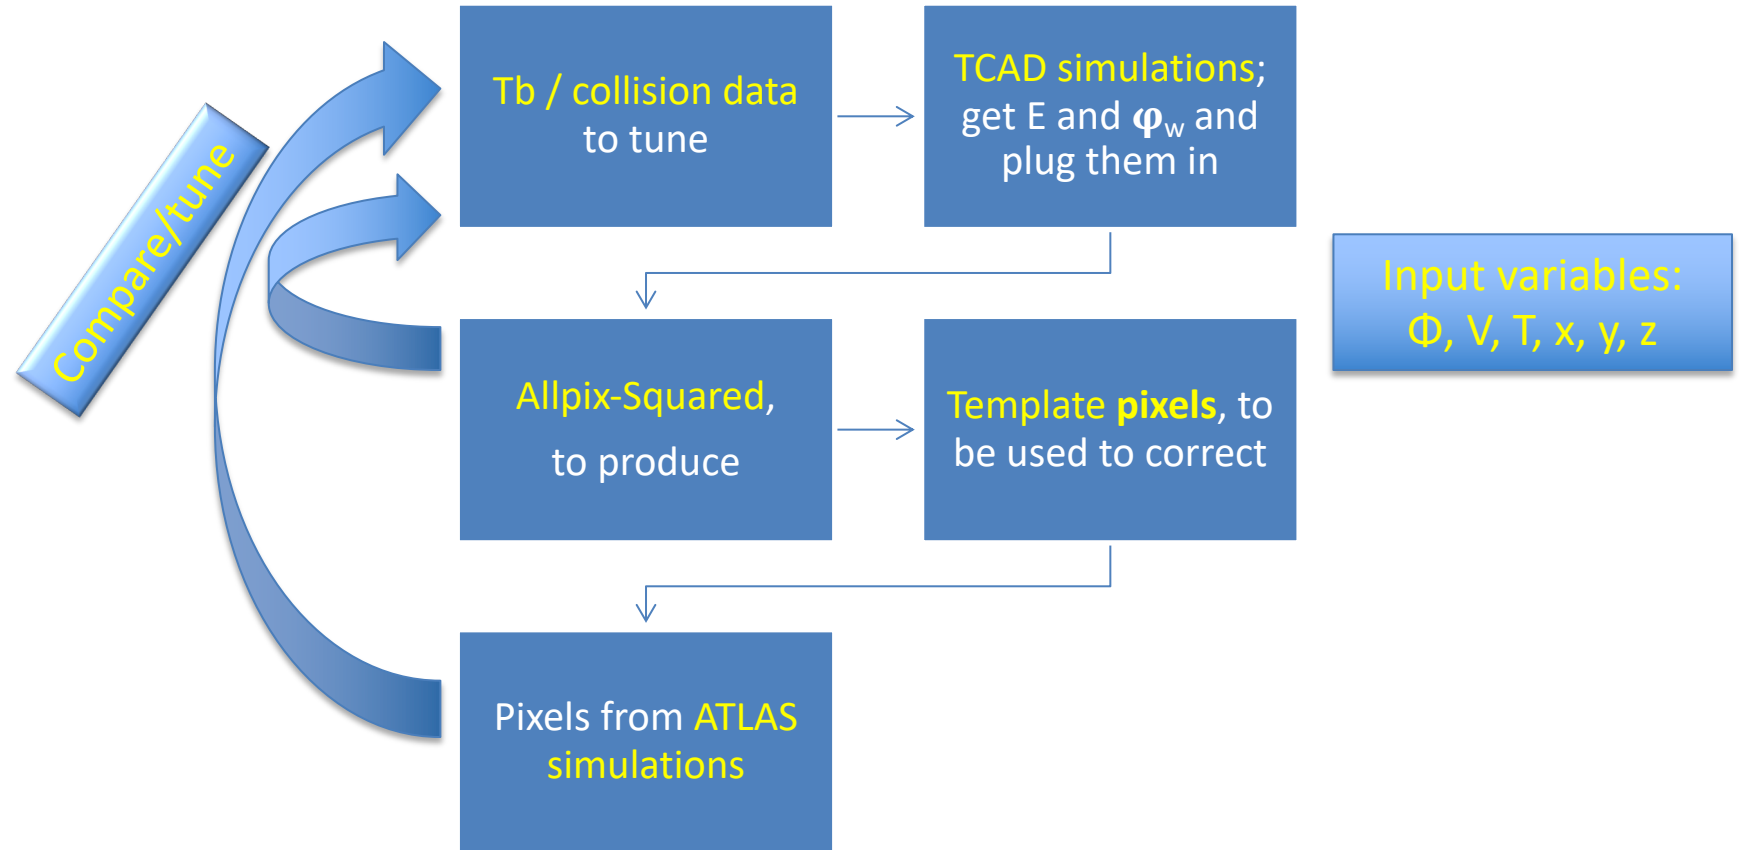 Tb / collision data
to tune
TCAD simulations;
get E and φw and
plug them in
Compare/tune
Input variables:
Φ, V, T, x, y, z
Allpix-Squared,
to produce
Template pixels, to
be used to correct
Pixels from ATLAS
simulations